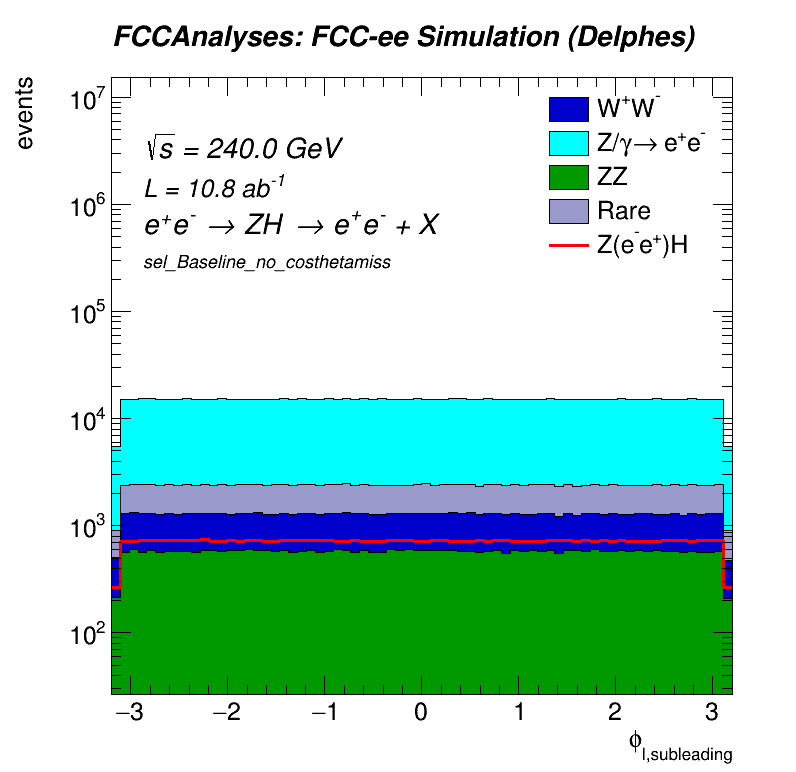 FCCAnalyses: FCC-ee Simulation (Delphes)
events
10⁷
10⁶
10⁵
10⁴
10³
10²
√s = 240.0 GeV
L = 10.8 ab⁻¹
e⁺e⁻ → ZH → e⁺e⁻ + X
sel_Baseline_no_costhetamiss
W⁺W⁻
Z/γ→ e⁺e⁻
ZZ
Rare
Z(e⁻e⁺)H
−3 −2 −1 0 1 2 3
ϕl,subleading